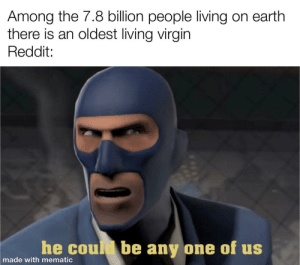 Among the 7.8 billion people living on earth
there is an oldest living virgin
Reddit:
he could be any one of us
made with mematic